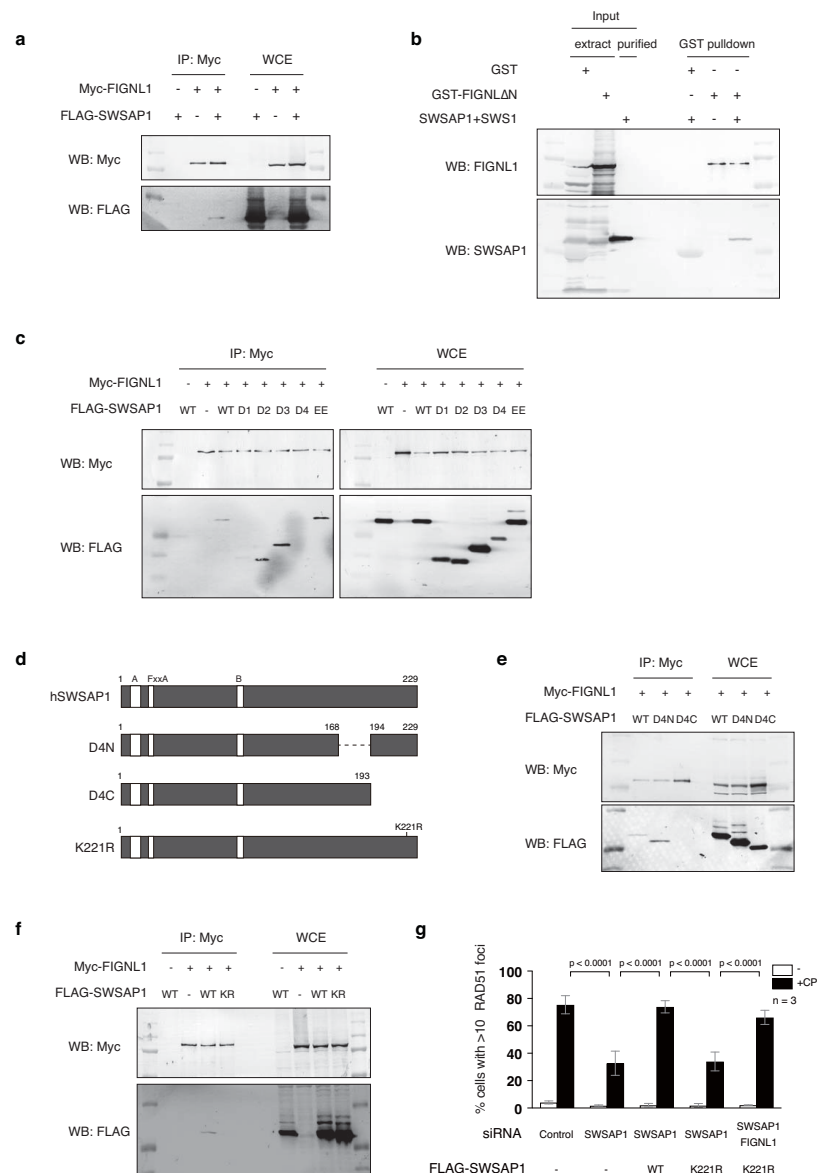 a
IP: Myc WCE
Myc-FIGNL1 - + + - + +
FLAG-SWSAP1 + - + + - +
WB: Myc
WB: FLAG
b
Input
extract purified GST pulldown
GST + + - -
GST-FIGNLΔN + - + +
SWSAP1+SWS1 + + - +
WB: FIGNL1
WB: SWSAP1
c
IP: Myc WCE
Myc-FIGNL1 - + + + + + + + - + + + + + + +
FLAG-SWSAP1 WT - WT D1 D2 D3 D4 EE WT - WT D1 D2 D3 D4 EE
WB: Myc
WB: FLAG
d
1 A FxxA B 229
hSWSAP1
1 168 194 229
D4N
1 193
D4C
1 K221R
K221R
e
IP: Myc WCE
Myc-FIGNL1 + + + + + +
FLAG-SWSAP1 WT D4N D4C WT D4N D4C
WB: Myc
WB: FLAG
f
IP: Myc WCE
Myc-FIGNL1 - + + + - + + +
FLAG-SWSAP1 WT - WT KR WT - WT KR
WB: Myc
WB: FLAG
g
% cells with >10 RAD51 foci
100
80
60
40
20
0
p < 0.0001 p < 0.0001 p < 0.0001 p < 0.0001
-
+CP
n = 3
siRNA Control SWSAP1 SWSAP1 SWSAP1 SWSAP1
FIGNL1
FLAG-SWSAP1 - - WT K221R K221R